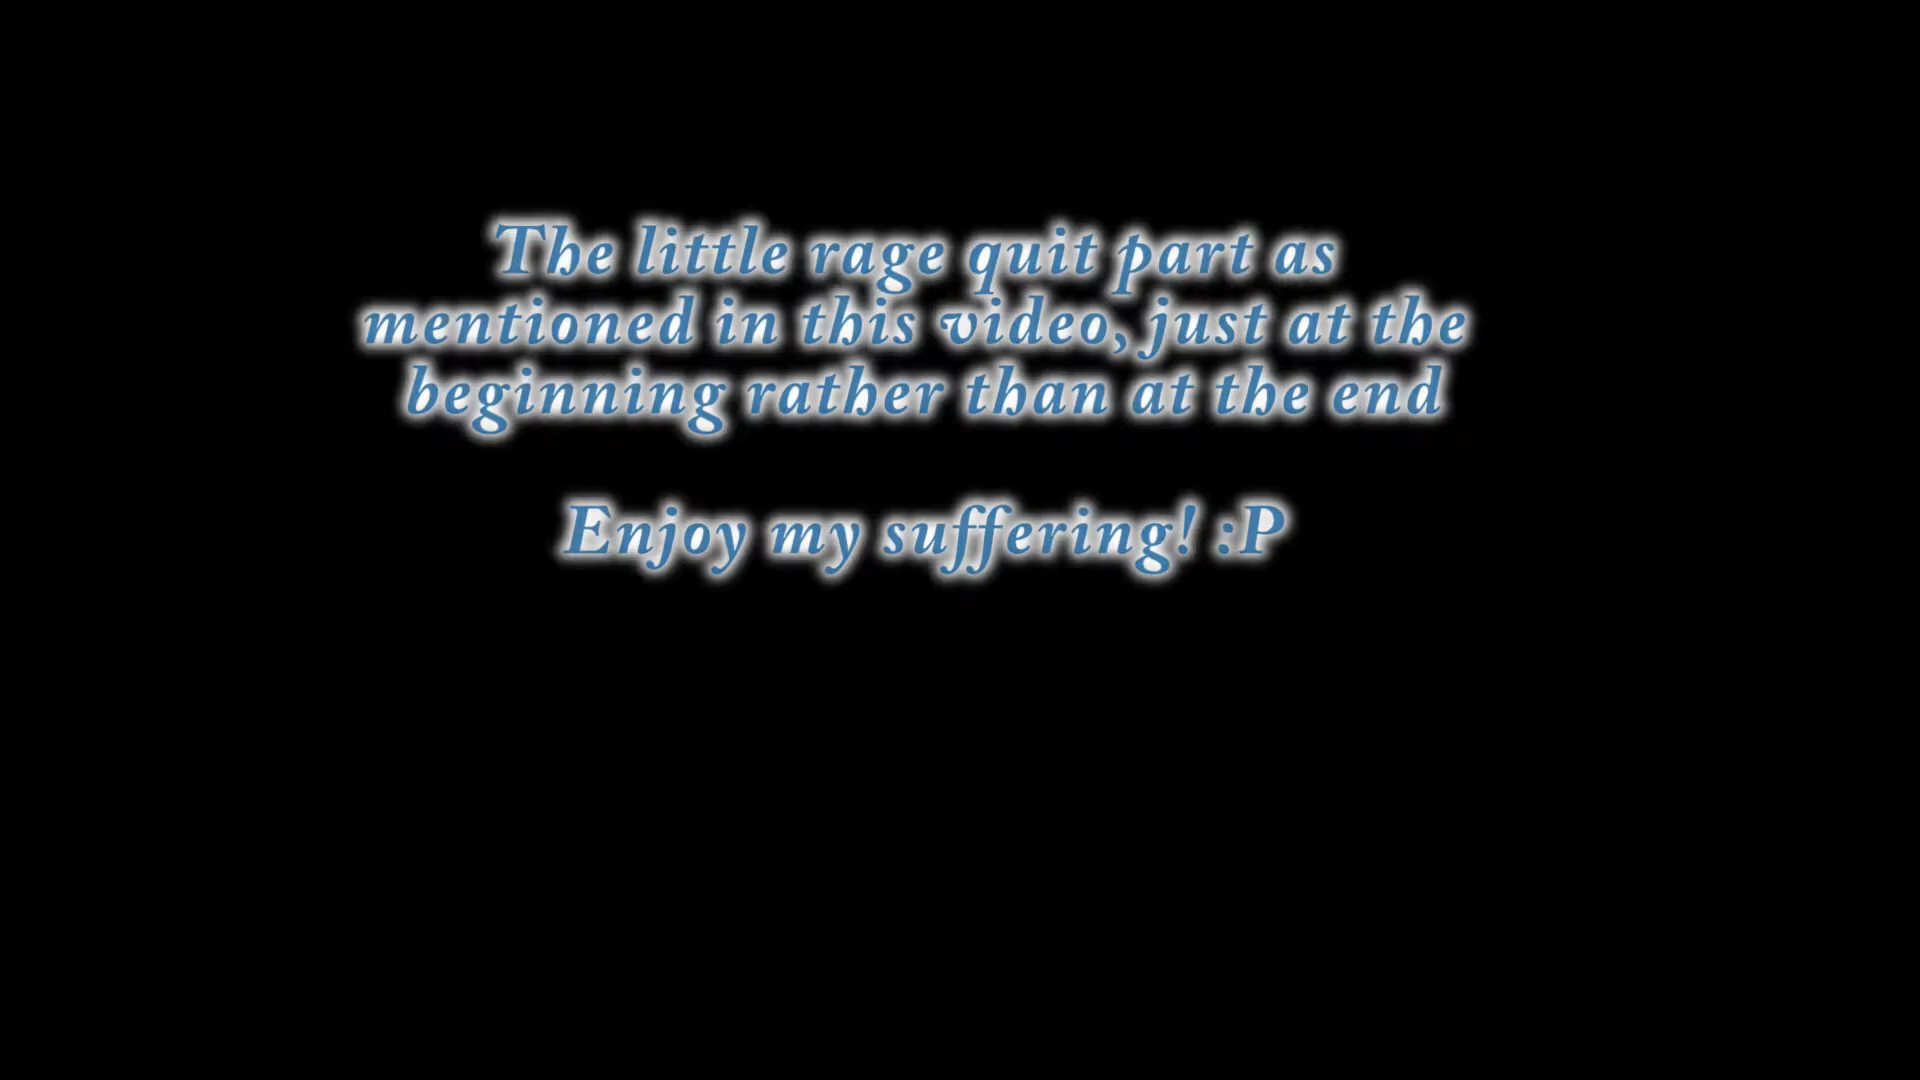 The little rage quit part as
mentioned in this video, just at the
beginning rather than at the end
Enjoy my suffering! :P